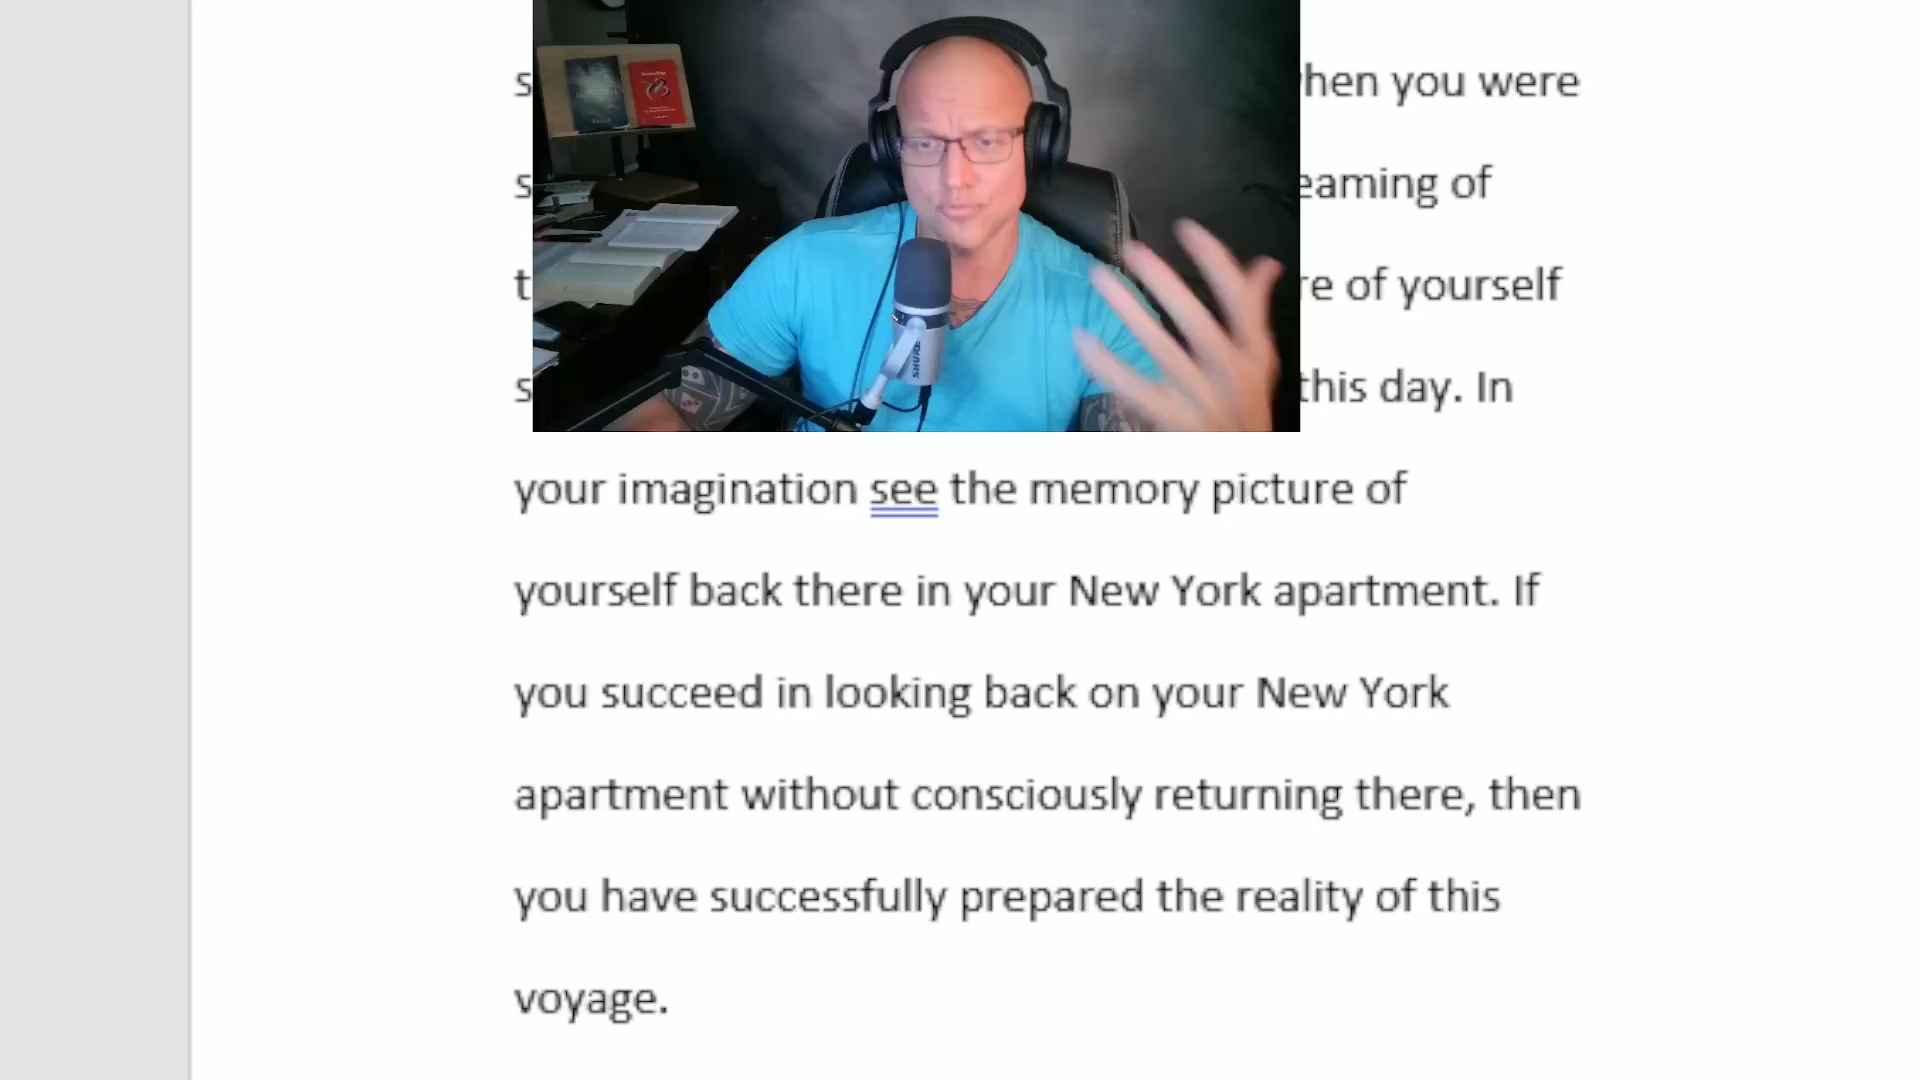 you were
of
of yourself
this day. In
your imagination see the memory picture of
yourself back there in your New York apartment. If
you succeed in looking back on your New York
apartment without consciously returning there, then
you have successfully prepared the reality of this
voyage.
SHURE